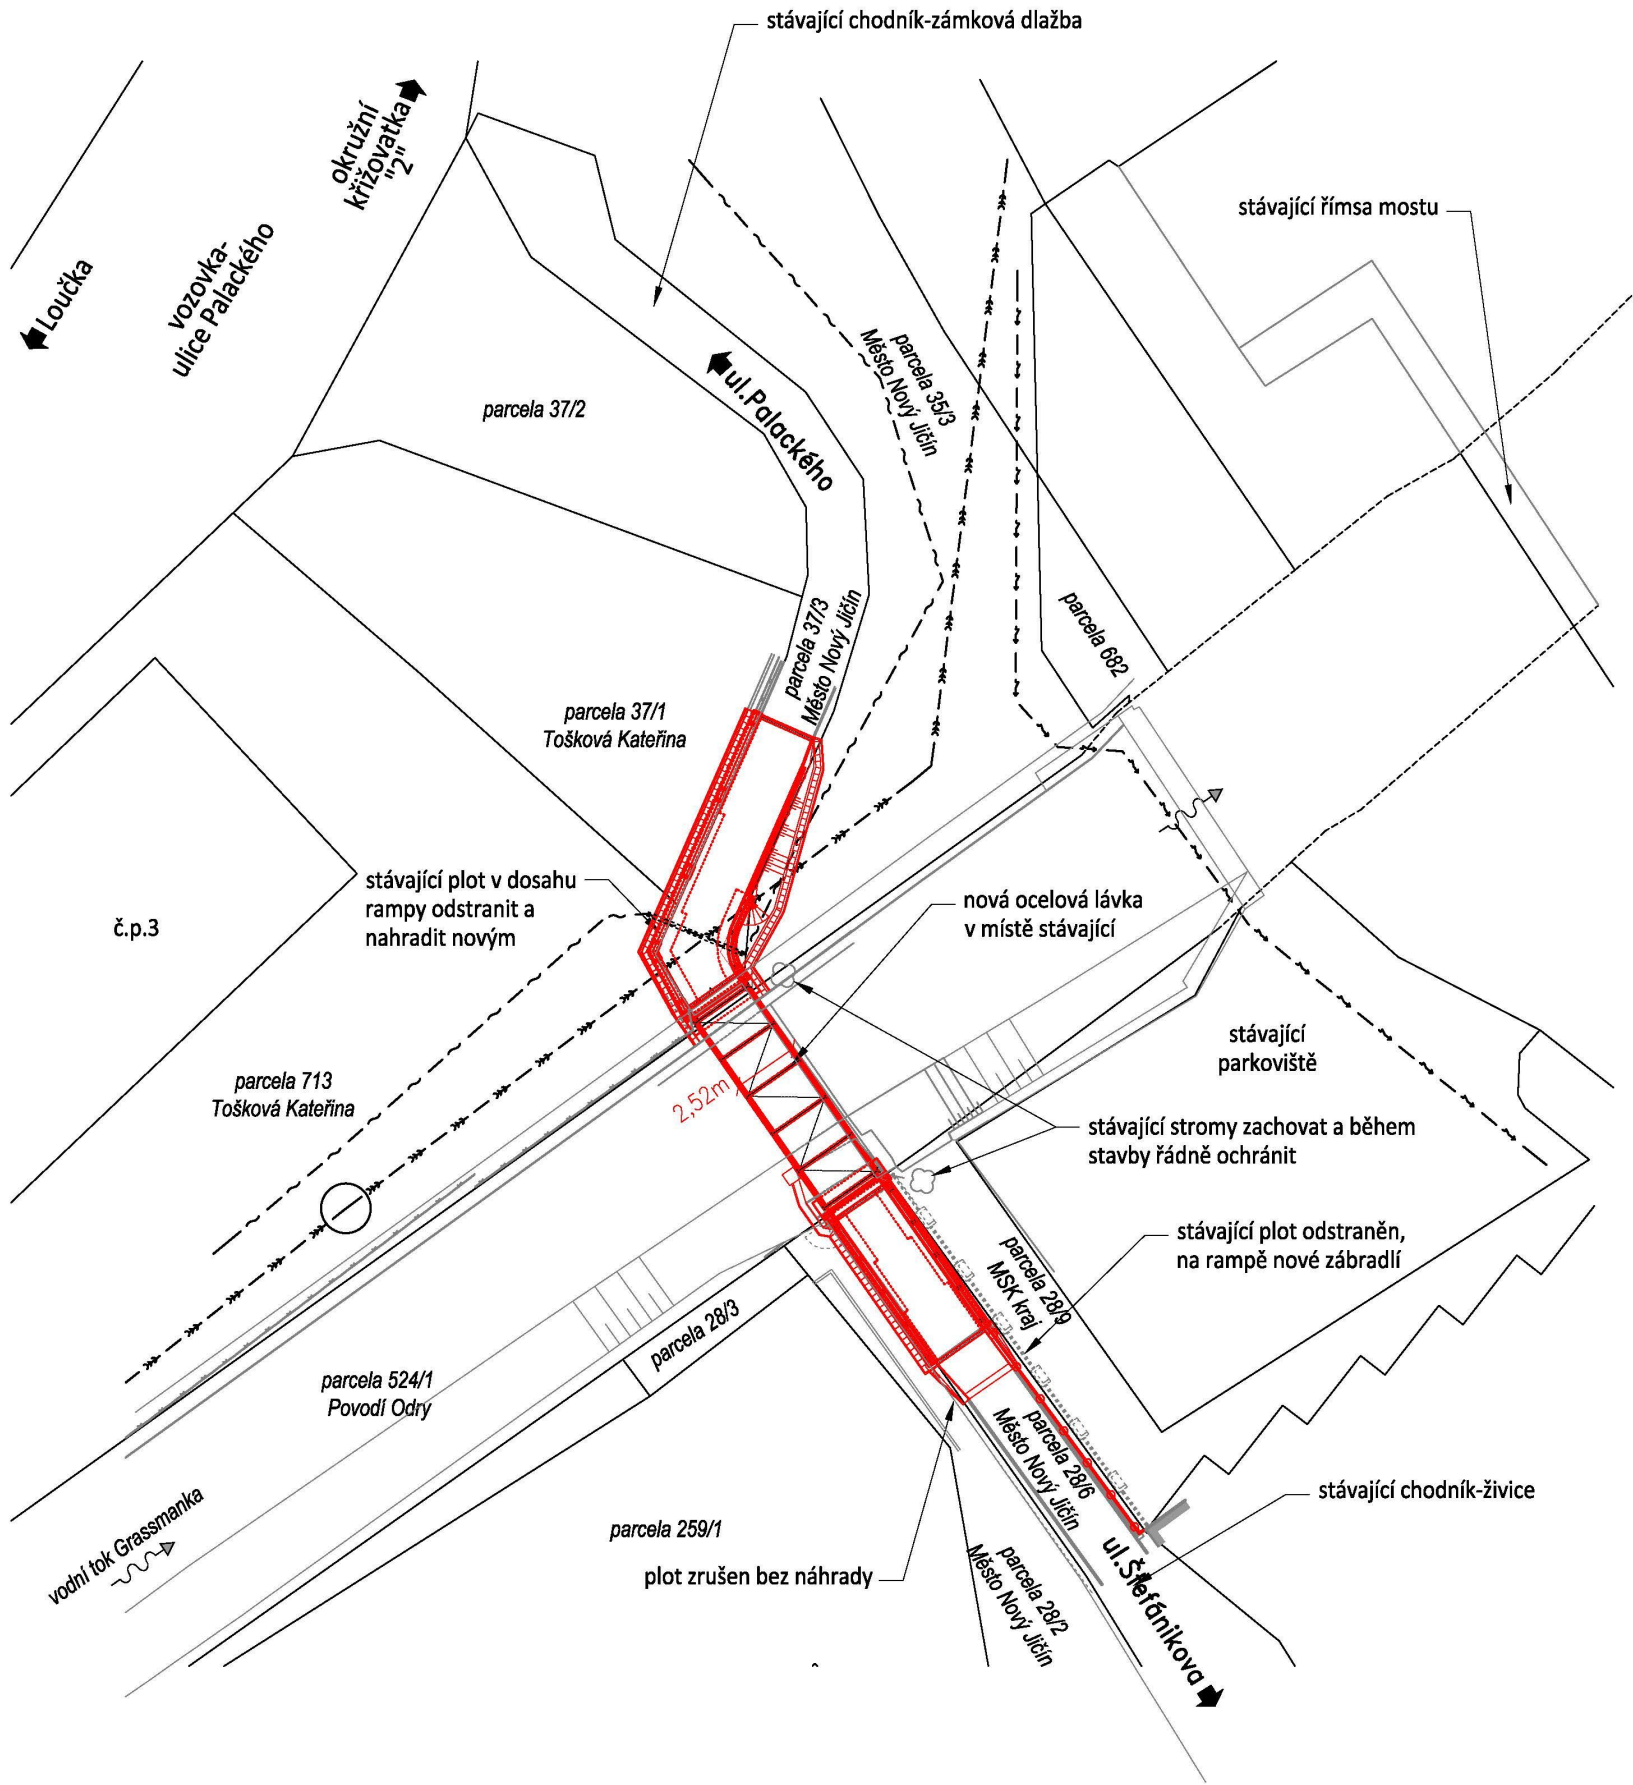 stávající chodník-zámková dlažba
okružní
křižovatka
"2"
stávající římsa mostu
Loučka
vozovka-
ulice Palackého
parcela 35/3
Město Nový Jičín
ul.Palackého
parcela 37/2
parcela 37/3
Město Nový Jičín
parcela 682
parcela 37/1
Tošková Kateřina
stávající plot v dosahu
rampy odstranit a
nahradit novým
nová ocelová lávka
v místě stávající
č.p.3
stávající
parkoviště
parcela 713
Tošková Kateřina
2,52m
stávající stromy zachovat a během
stavby řádně ochránit
stávající plot odstraněn,
na rampě nové zábradlí
parcela 28/9
MSK kraj
parcela 28/3
parcela 524/1
Povodí Odry
parcela 28/6
Město Nový Jičín
stávající chodník-živice
vodní tok Grassmanka
parcela 259/1
plot zrušen bez náhrady
parcela 28/2
Město Nový Jičín
ul.Štefánikova